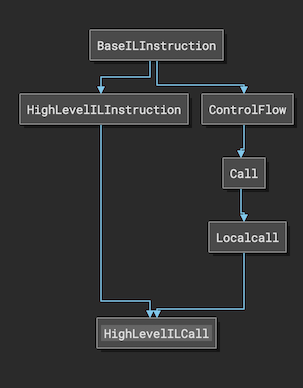 BaseILInstruction
HighLevelILInstruction
ControlFlow
Call
Localcall
HighLevelILCall